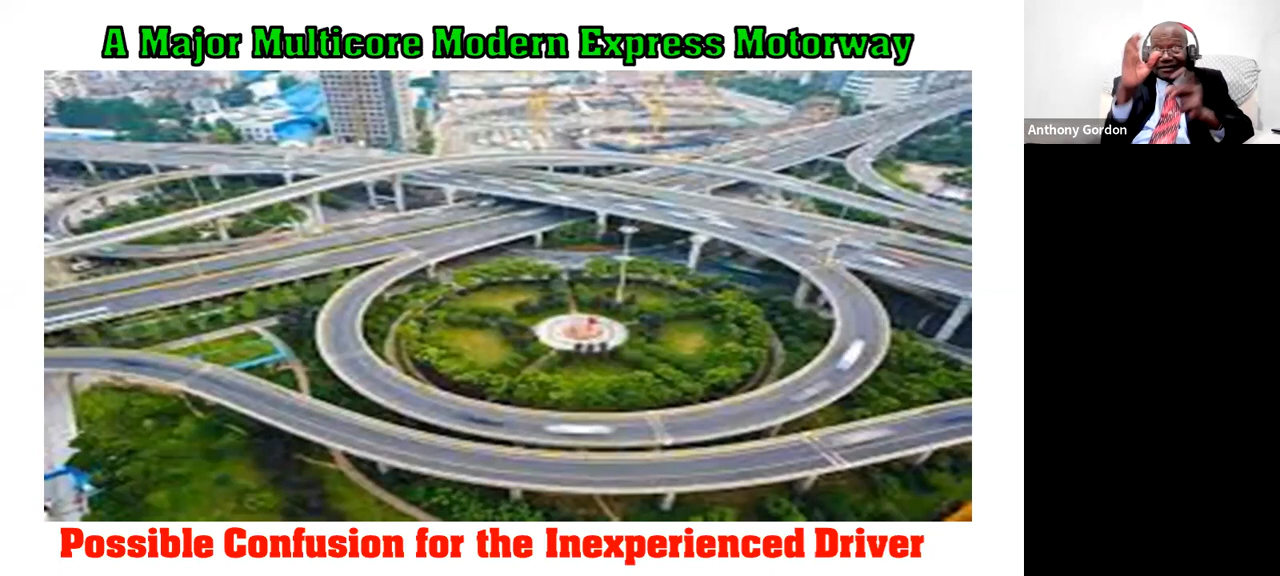 A Major Multicore Modern Express Motorway
Anthony Gordon
Possible Confusion for the Inexperienced Driver